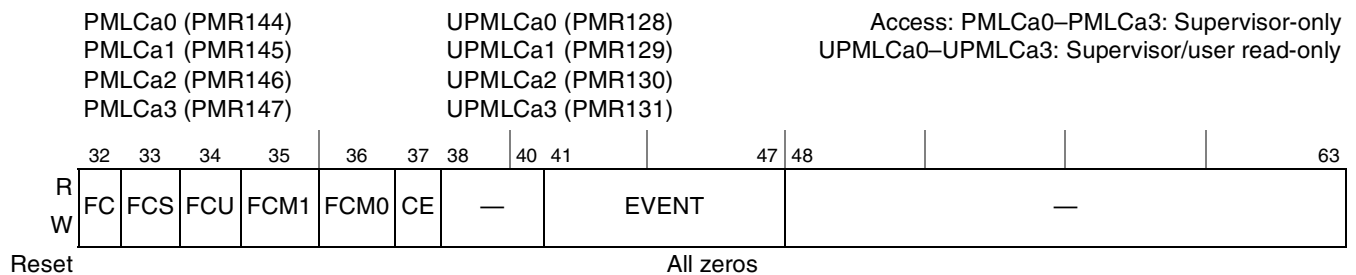 PMLCa0 (PMR144) UPMLCa0 (PMR128) Access: PMLCa0–PMLCa3: Supervisor-only
PMLCa1 (PMR145) UPMLCa1 (PMR129) UPMLCa0–UPMLCa3: Supervisor/user read-only
PMLCa2 (PMR146) UPMLCa2 (PMR130)
PMLCa3 (PMR147) UPMLCa3 (PMR131)
32 33 34 35 36 37 38 40 41 47 48 63
R
FC FCS FCU FCM1 FCM0 CE — EVENT —
W
Reset All zeros